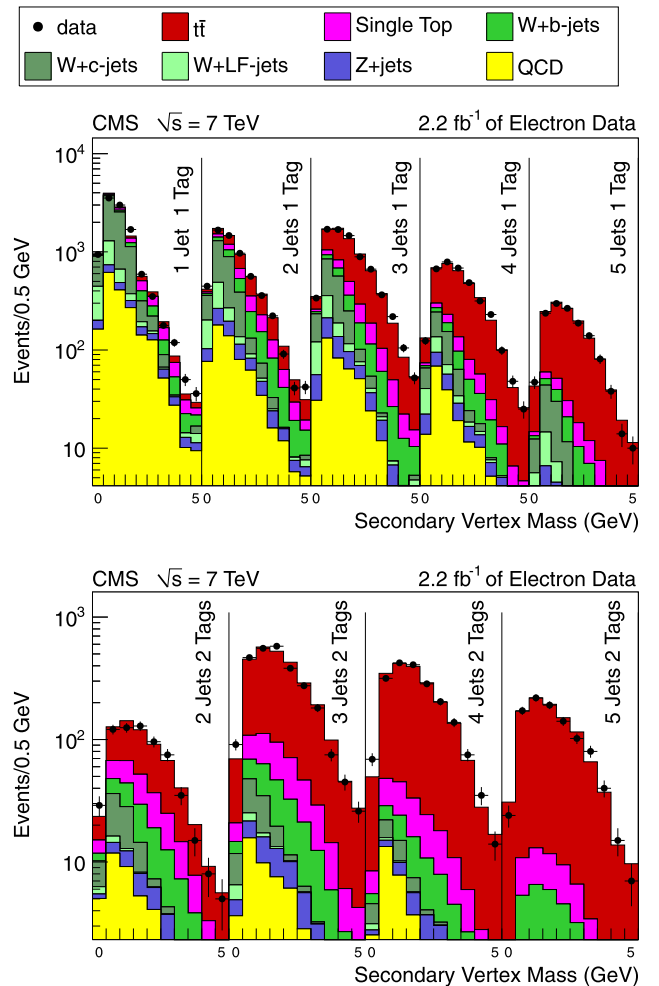 data tt̄ Single Top W+b-jets
W+c-jets W+LF-jets Z+jets QCD
CMS √s = 7 TeV 2.2 fb⁻¹ of Electron Data
Events/0.5 GeV
10⁴
10³
10²
10
1 Jet 1 Tag
2 Jets 1 Tag
3 Jets 1 Tag
4 Jets 1 Tag
5 Jets 1 Tag
0 5 0 5 0 5 0 5 0 5
Secondary Vertex Mass (GeV)
CMS √s = 7 TeV 2.2 fb⁻¹ of Electron Data
Events/0.5 GeV
10³
10²
10
2 Jets 2 Tags
3 Jets 2 Tags
4 Jets 2 Tags
5 Jets 2 Tags
0 5 0 5 0 5 0 5
Secondary Vertex Mass (GeV)